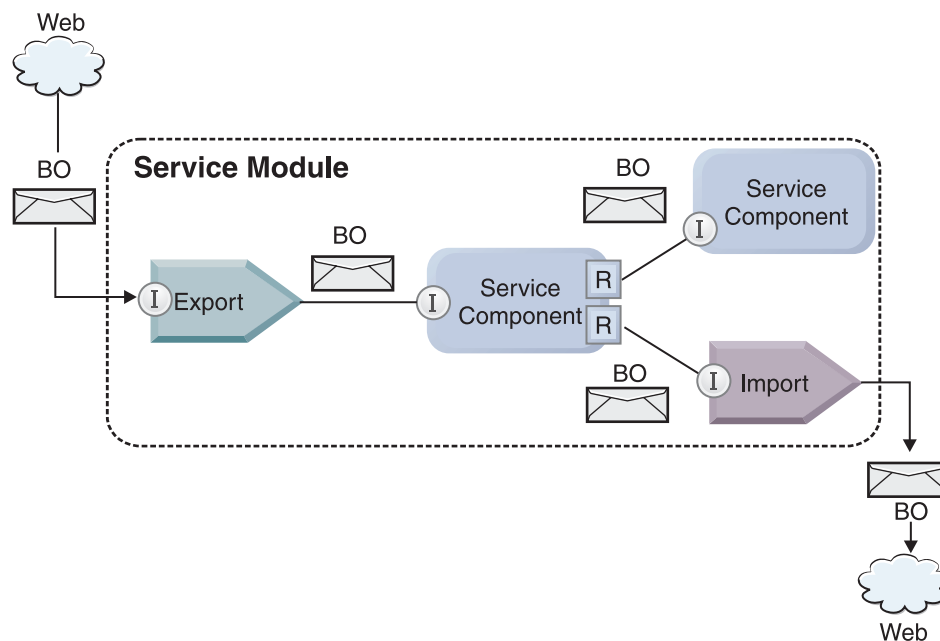 Web
BO
Service Module
BO
Service
Component
I
BO
I
Export
I
Service
Component
R
R
BO
I
Import
BO
Web